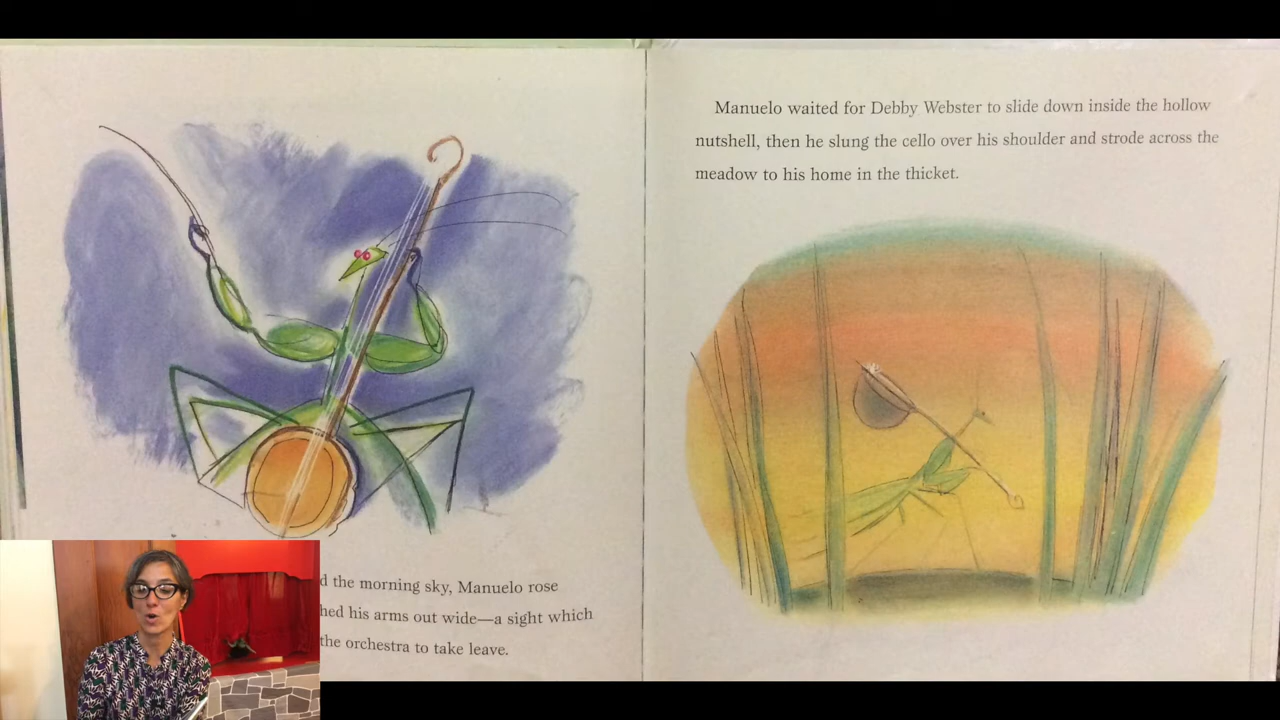 d the morning sky, Manuelo rose
hed his arms out wide—a sight which
the orchestra to take leave.
Manuelo waited for Debby Webster to slide down inside the hollow
nutshell, then he slung the cello over his shoulder and strode across the
meadow to his home in the thicket.